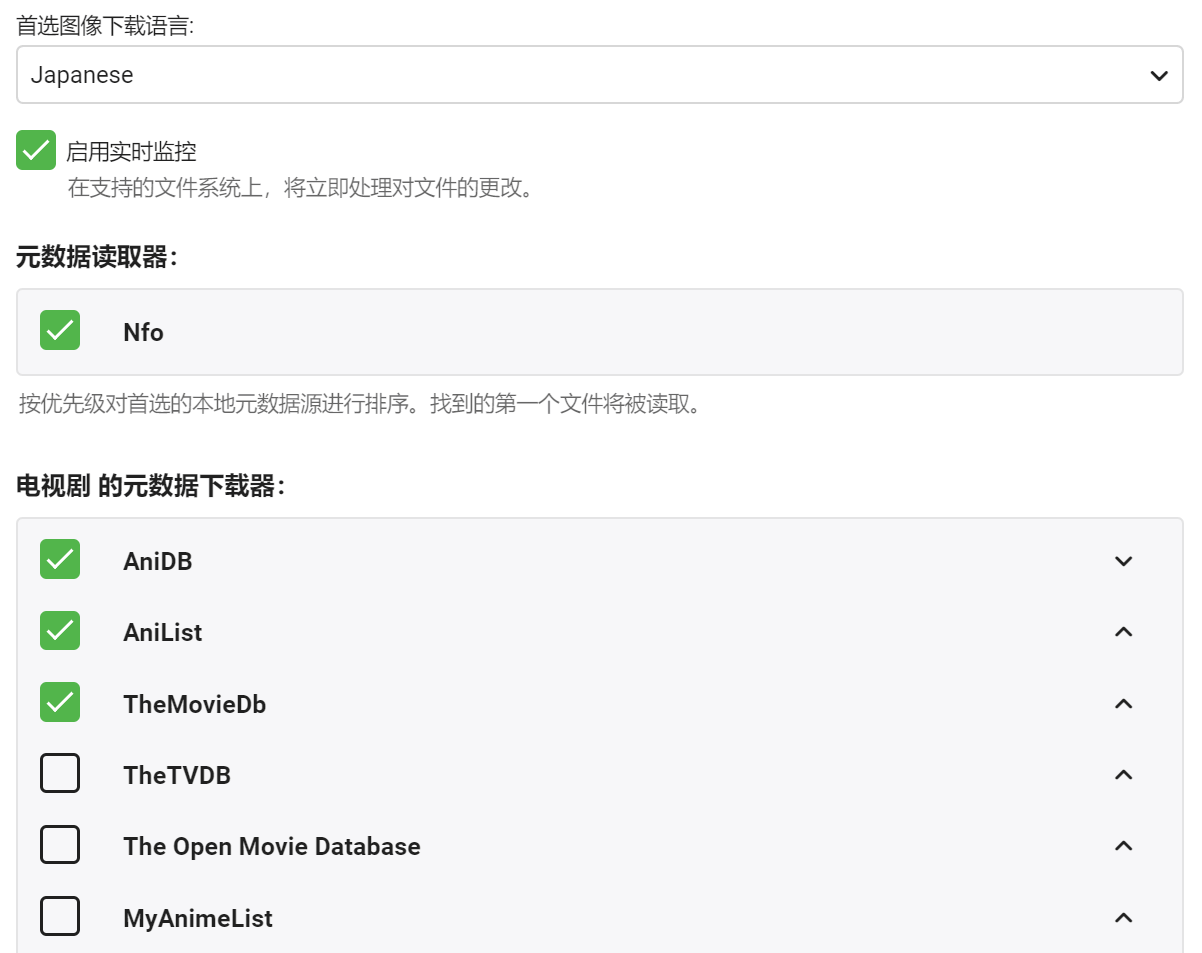 首选图像下载语言:
Japanese
启用实时监控
在支持的文件系统上，将立即处理对文件的更改。
元数据读取器：
Nfo
按优先级对首选的本地元数据源进行排序。找到的第一个文件将被读取。
电视剧 的元数据下载器：
AniDB
AniList
TheMovieDb
TheTVDB
The Open Movie Database
MyAnimeList